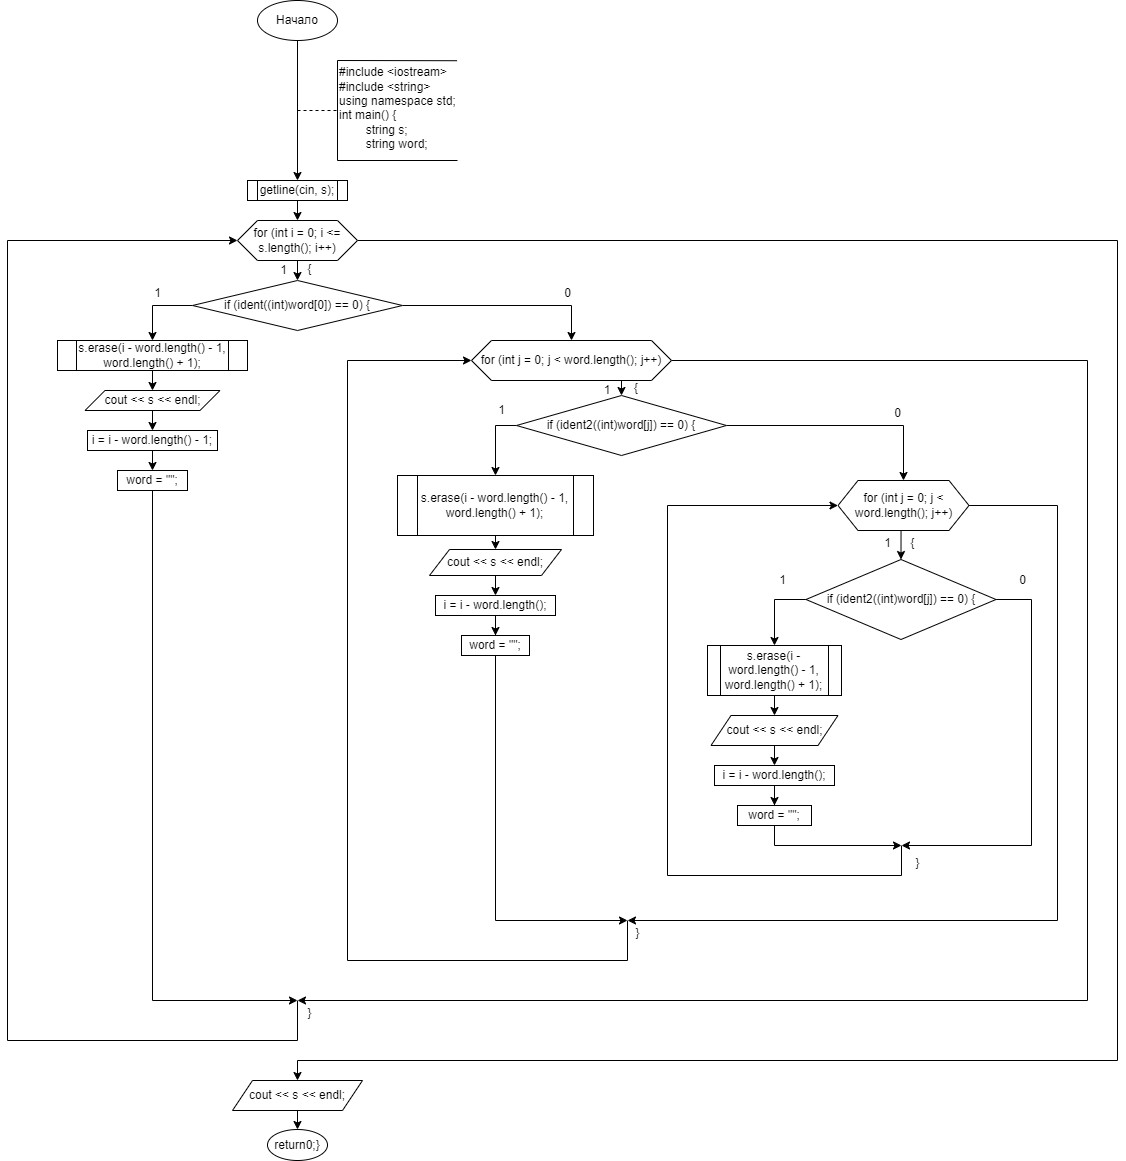 Начало
#include <iostream>
#include <string>
using namespace std;
int main() {
string s;
string word;
getline(cin, s);
for (int i = 0; i <=
s.length(); i++)
1
{
if (ident((int)word[0]) == 0) {
1
0
s.erase(i - word.length() - 1,
word.length() + 1);
cout << s << endl;
i = i - word.length() - 1;
word = "";
for (int j = 0; j < word.length(); j++)
1
{
if (ident2((int)word[j]) == 0) {
1
0
s.erase(i - word.length() - 1,
word.length() + 1);
cout << s << endl;
i = i - word.length();
word = "";
for (int j = 0; j <
word.length(); j++)
1
{
if (ident2((int)word[j]) == 0) {
1
0
s.erase(i -
word.length() - 1,
word.length() + 1);
cout << s << endl;
i = i - word.length();
word = "";
}
}
}
cout << s << endl;
return0;}